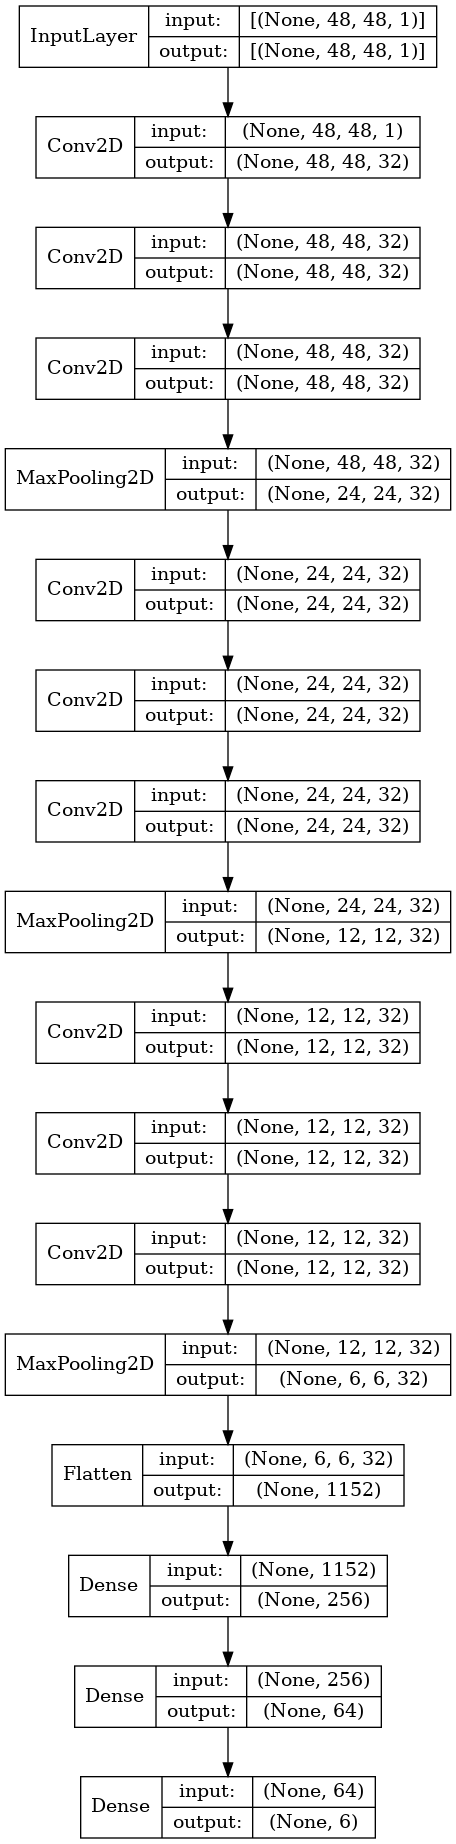 InputLayer input: [(None, 48, 48, 1)]
output: [(None, 48, 48, 1)]
Conv2D input: (None, 48, 48, 1)
output: (None, 48, 48, 32)
Conv2D input: (None, 48, 48, 32)
output: (None, 48, 48, 32)
Conv2D input: (None, 48, 48, 32)
output: (None, 48, 48, 32)
MaxPooling2D input: (None, 48, 48, 32)
output: (None, 24, 24, 32)
Conv2D input: (None, 24, 24, 32)
output: (None, 24, 24, 32)
Conv2D input: (None, 24, 24, 32)
output: (None, 24, 24, 32)
Conv2D input: (None, 24, 24, 32)
output: (None, 24, 24, 32)
MaxPooling2D input: (None, 24, 24, 32)
output: (None, 12, 12, 32)
Conv2D input: (None, 12, 12, 32)
output: (None, 12, 12, 32)
Conv2D input: (None, 12, 12, 32)
output: (None, 12, 12, 32)
Conv2D input: (None, 12, 12, 32)
output: (None, 12, 12, 32)
MaxPooling2D input: (None, 12, 12, 32)
output: (None, 6, 6, 32)
Flatten input: (None, 6, 6, 32)
output: (None, 1152)
Dense input: (None, 1152)
output: (None, 256)
Dense input: (None, 256)
output: (None, 64)
Dense input: (None, 64)
output: (None, 6)